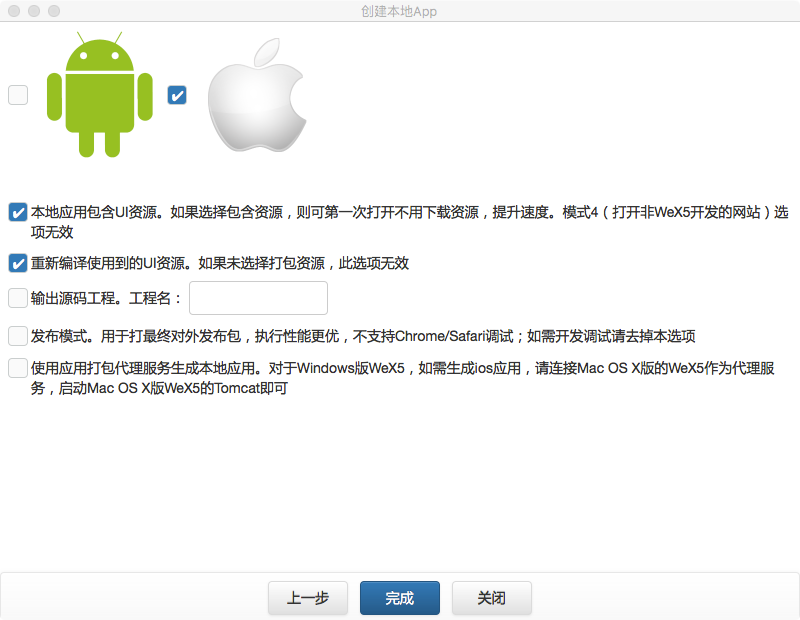 创建本地App
本地应用包含UI资源。如果选择包含资源，则可第一次打开不用下载资源，提升速度。模式4（打开非WeX5开发的网站）选
项无效
重新编译使用到的UI资源。如果未选择打包资源，此选项无效
输出源码工程。工程名：
发布模式。用于打最终对外发布包，执行性能更优，不支持Chrome/Safari调试；如需开发调试请去掉本选项
使用应用打包代理服务生成本地应用。对于Windows版WeX5，如需生成ios应用，请连接Mac OS X版的WeX5作为代理服
务，启动Mac OS X版WeX5的Tomcat即可
上一步 完成 关闭